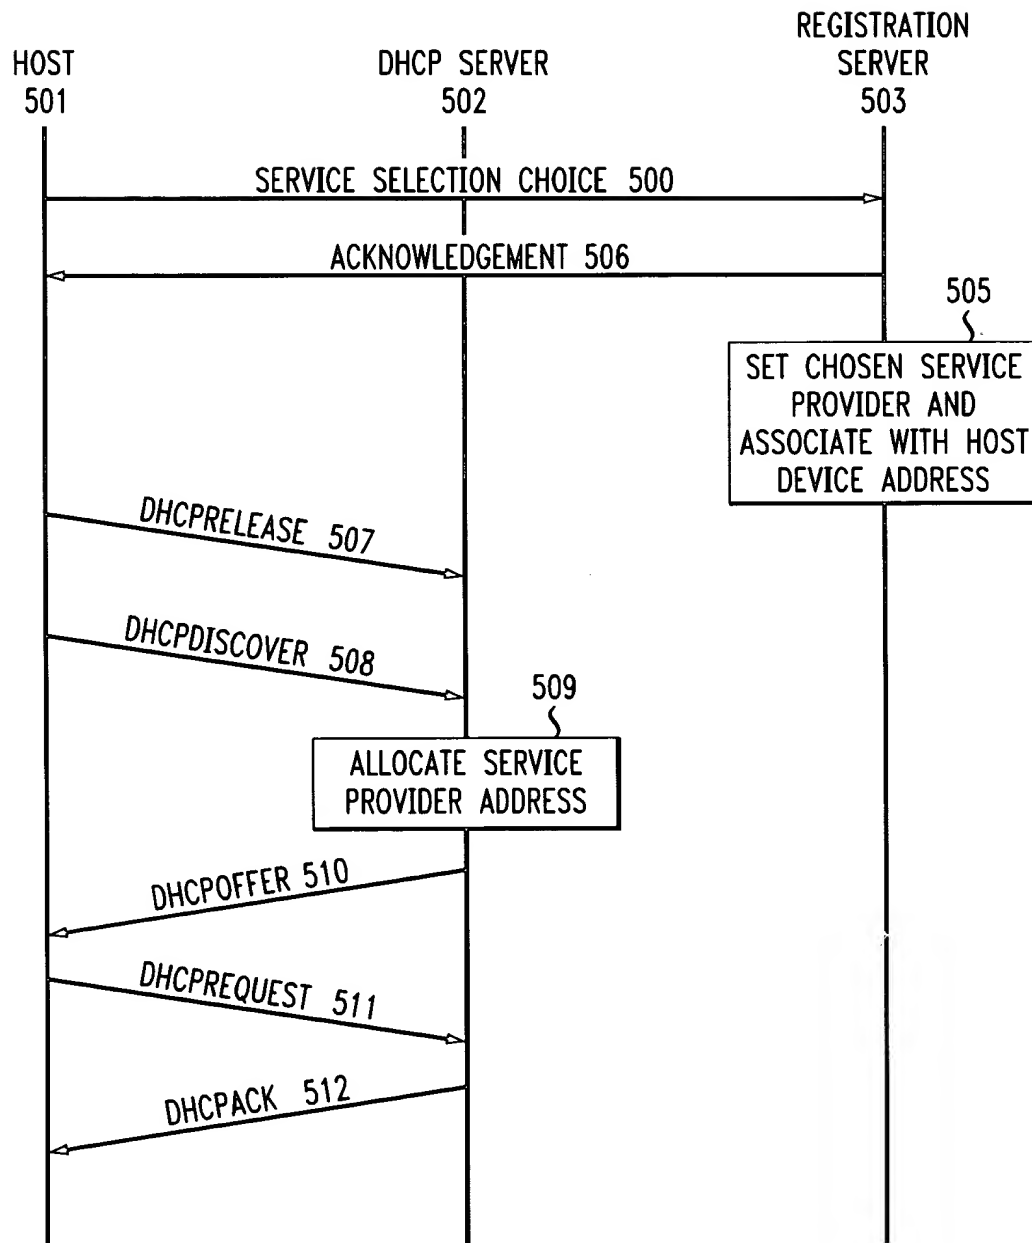 REGISTRATION
HOST DHCP SERVER SERVER
501 502 503
SERVICE SELECTION CHOICE 500
ACKNOWLEDGEMENT 506
505
SET CHOSEN SERVICE
PROVIDER AND
ASSOCIATE WITH HOST
DEVICE ADDRESS
DHCPRELEASE 507
DHCPDISCOVER 508
509
ALLOCATE SERVICE
PROVIDER ADDRESS
DHCPOFFER 510
DHCPREQUEST 511
DHCPACK 512